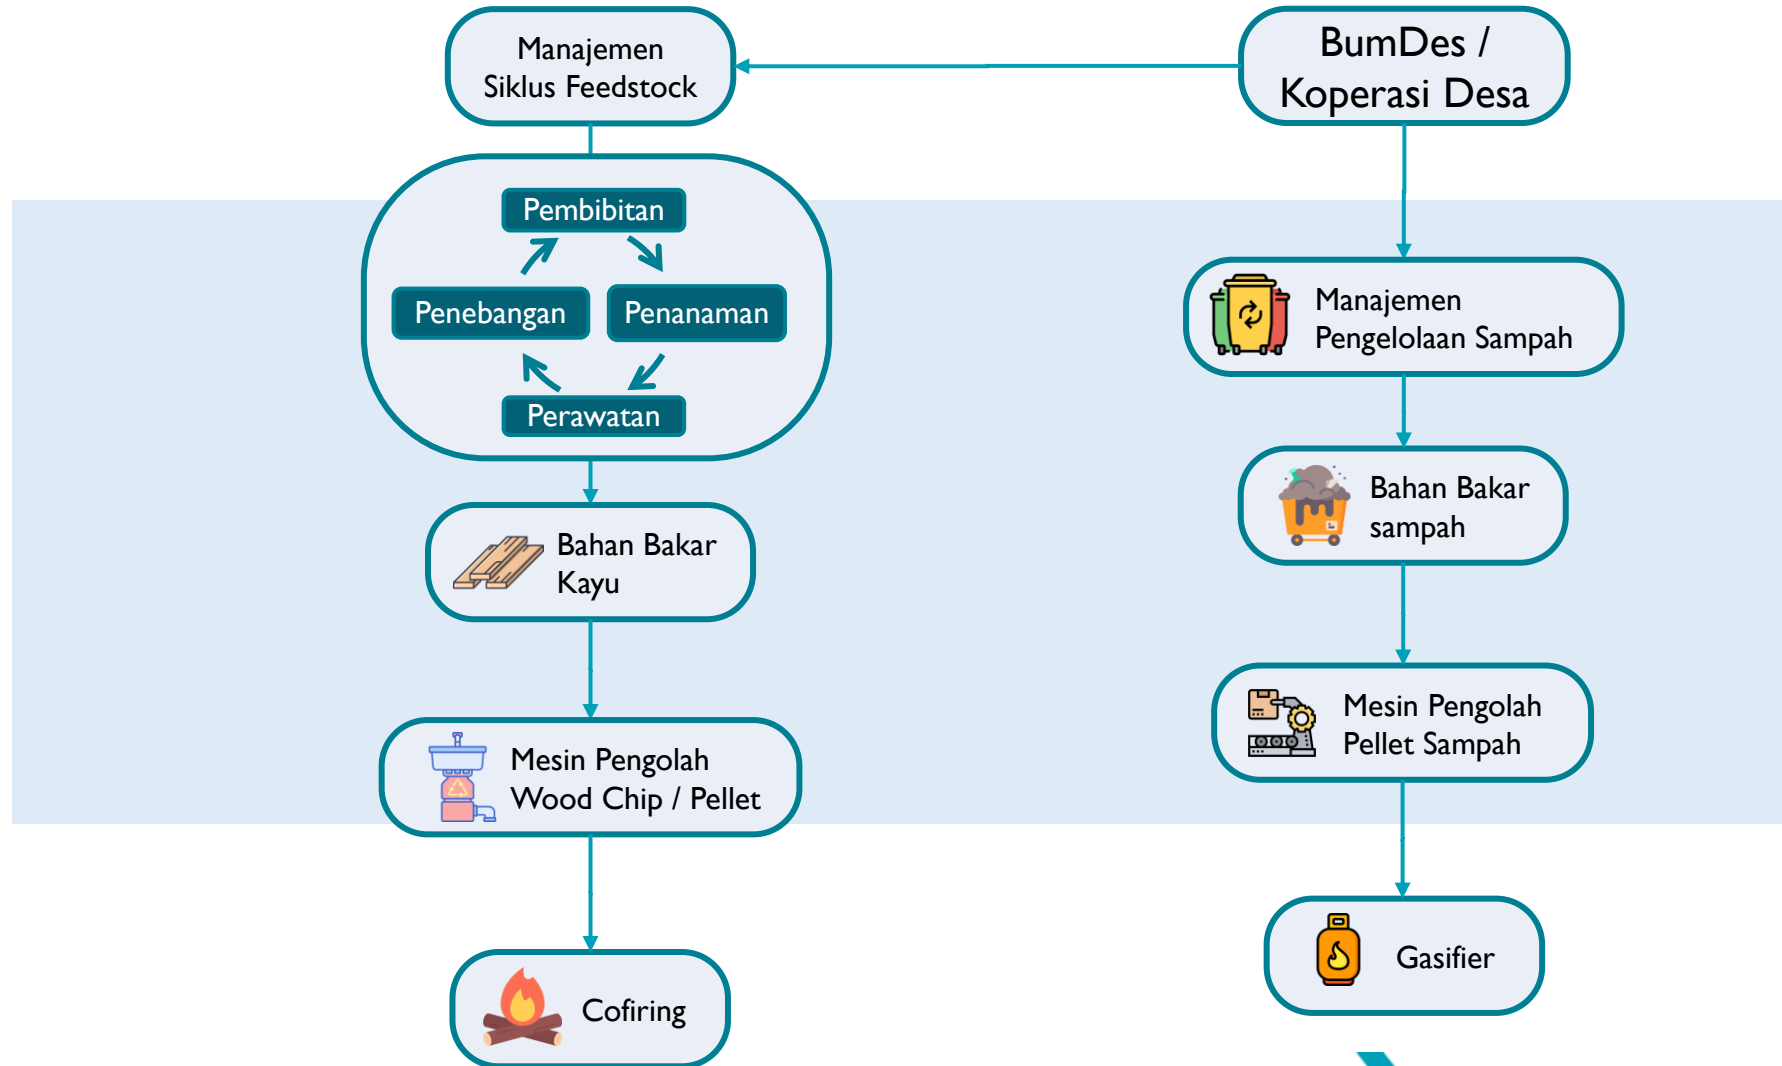 Manajemen
Siklus Feedstock
BumDes /
Koperasi Desa
Pembibitan
Penebangan
Penanaman
Perawatan
Manajemen
Pengelolaan Sampah
Bahan Bakar
Kayu
Bahan Bakar
sampah
Mesin Pengolah
Wood Chip / Pellet
Mesin Pengolah
Pellet Sampah
Cofiring
Gasifier